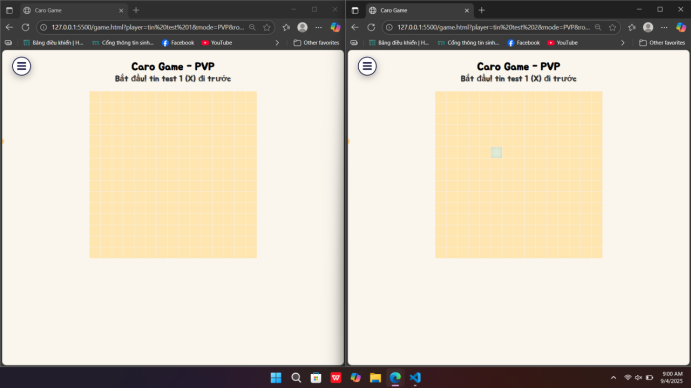 Caro Game
127.0.0.1:5500/game.html?player=tin%20test%201&mode=PVP&ro...
Bảng điều khiển | H...
Cổng thông tin sinh...
Facebook
YouTube
Other favorites
Caro Game - PVP
Bắt đầu! tin test 1 (X) đi trước
Caro Game
127.0.0.1:5500/game.html?player=tin%20test%202&mode=PVP&ro...
Bảng điều khiển | H...
Cổng thông tin sinh...
Facebook
YouTube
Other favorites
Caro Game - PVP
Bắt đầu! tin test 1 (X) đi trước
9:00 AM
9/4/2025